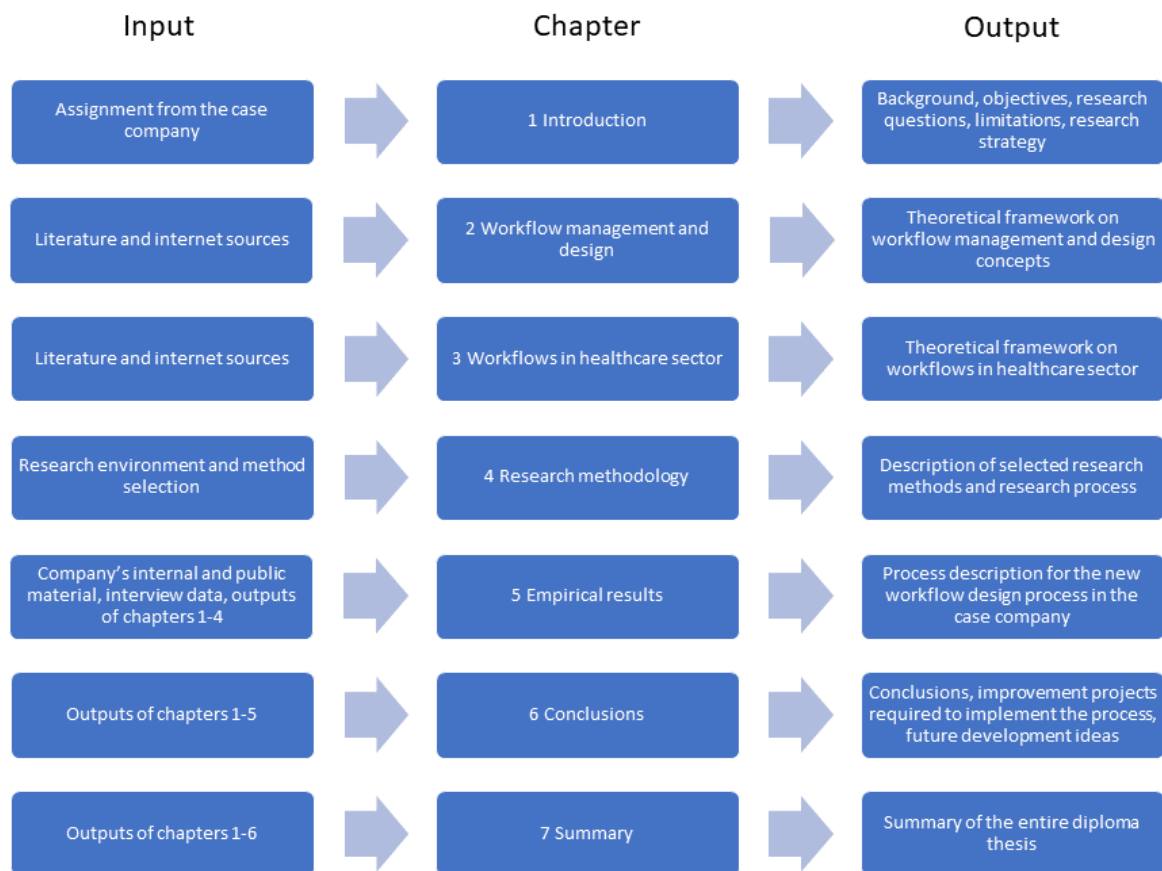 Input
Chapter
Output
Assignment from the case
company
1 Introduction
Background, objectives, research
questions, limitations, research
strategy
Literature and internet sources
2 Workflow management and
design
Theoretical framework on
workflow management and design
concepts
Literature and internet sources
3 Workflows in healthcare sector
Theoretical framework on
workflows in healthcare sector
Research environment and method
selection
4 Research methodology
Description of selected research
methods and research process
Company’s internal and public
material, interview data, outputs
of chapters 1-4
5 Empirical results
Process description for the new
workflow design process in the
case company
Outputs of chapters 1-5
6 Conclusions
Conclusions, improvement projects
required to implement the process,
future development ideas
Outputs of chapters 1-6
7 Summary
Summary of the entire diploma
thesis